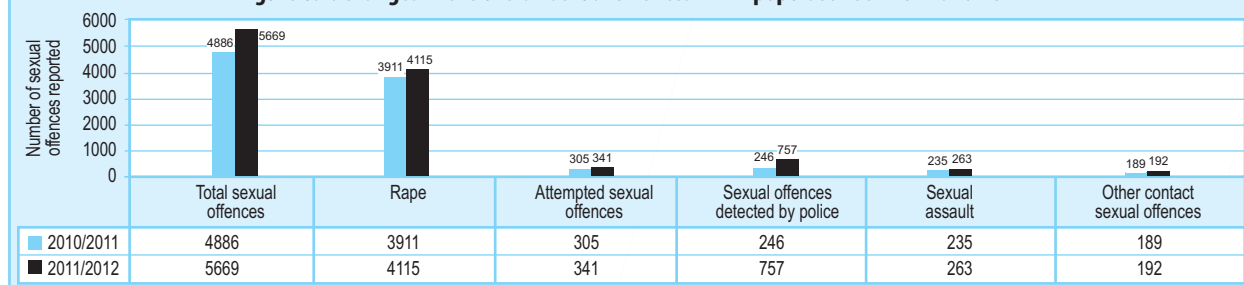 Number of sexual
offences reported
6000
5000
4000
3000
2000
1000
0
4886 5669
3911 4115
305 341
246 757
235 263
189 192
Total sexual
offences
Rape
Attempted sexual
offences
Sexual offences
detected by police
Sexual
assault
Other contact
sexual offences
2010/2011 4886 3911 305 246 235 189
2011/2012 5669 4115 341 757 263 192